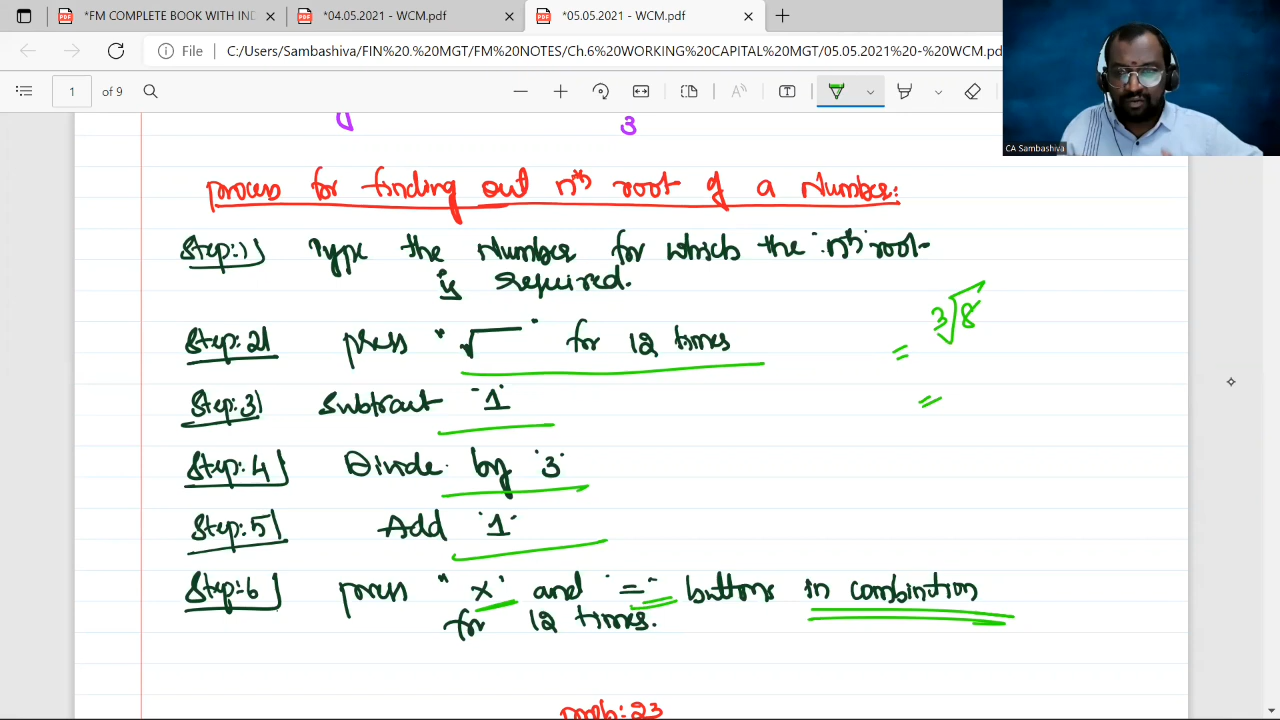 *FM COMPLETE BOOK WITH IND
*04.05.2021 - WCM.pdf
*05.05.2021 - WCM.pdf
File
C:/Users/Sambashiva/FIN%20.%20MGT/FM%20NOTES/Ch.6%20WORKING%20CAPITAL%20MGT/05.05.2021%20-%20WCM.pd
1 of 9
CA Sambashiva
3
process for finding out nth root of a Number:
Step:1) Type the Number for which the "nth" root
is required.
Step:2) press "√" for 12 times
Step:3) Subtract "1"
Step:4) Divide by "3"
Step:5) Add "1"
Step:6) press "x" and "=" buttons in combintion
for 12 times.
∛8
=
=
prob:23